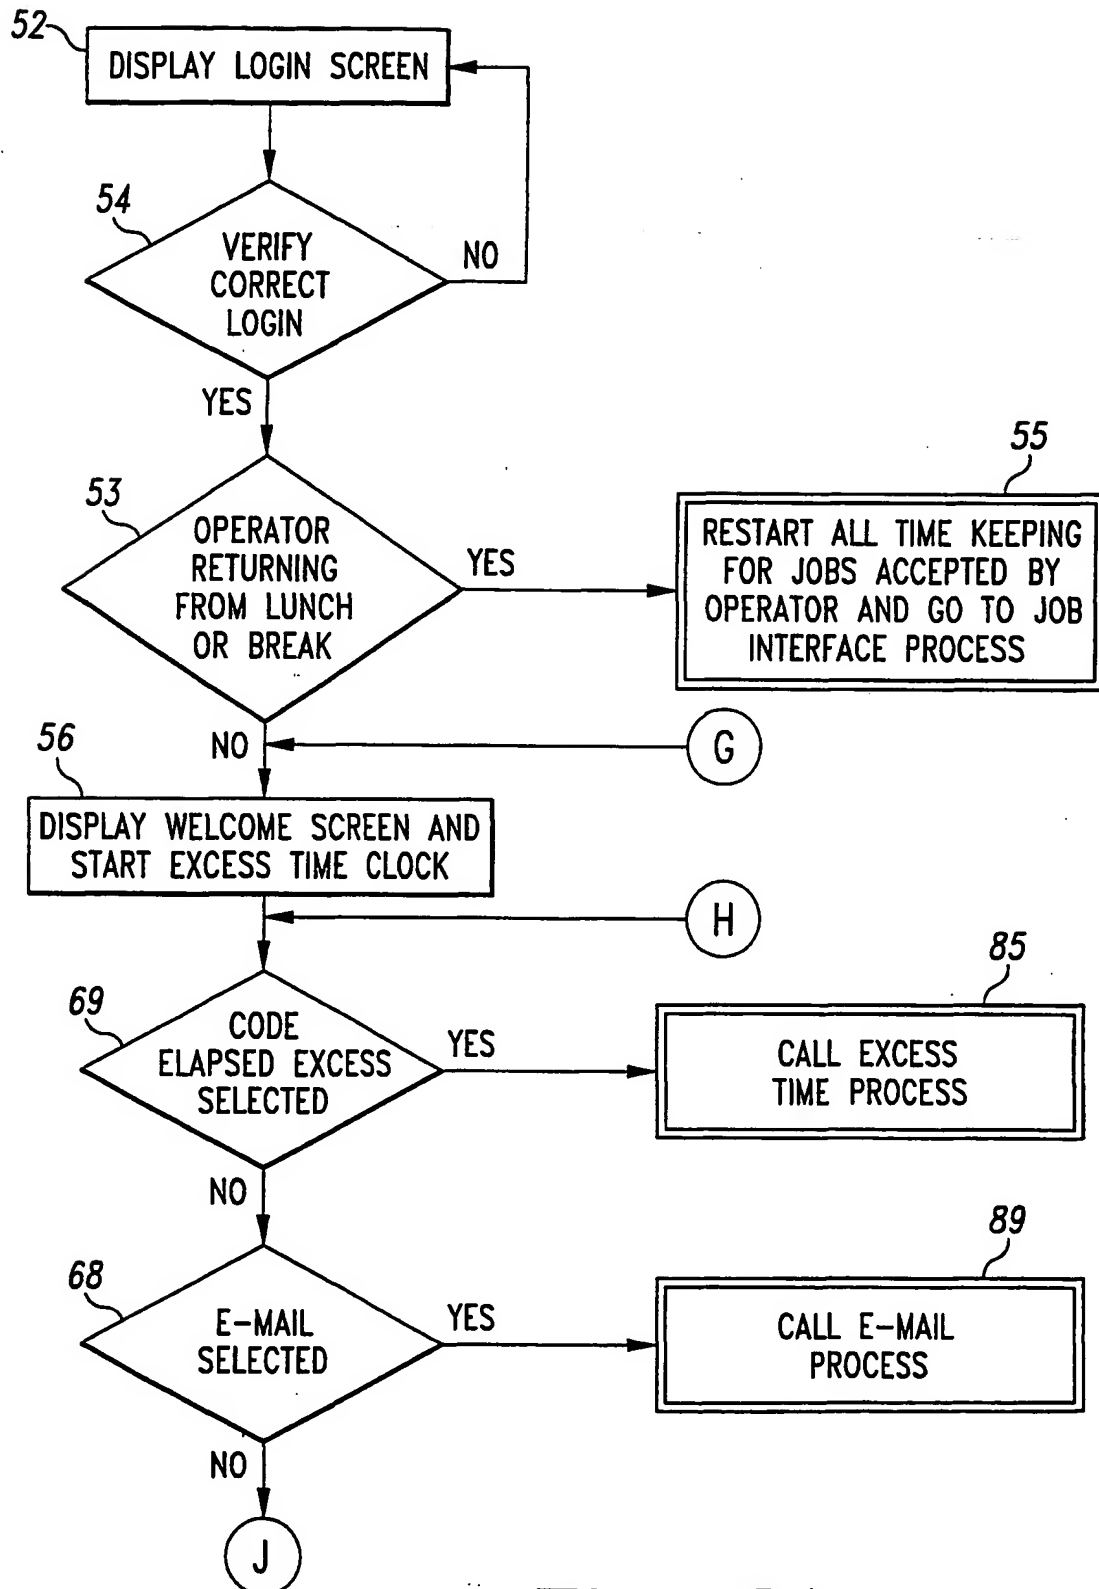 52
DISPLAY LOGIN SCREEN
54
VERIFY
CORRECT
LOGIN
NO
YES
53
OPERATOR
RETURNING
FROM LUNCH
OR BREAK
YES
55
RESTART ALL TIME KEEPING
FOR JOBS ACCEPTED BY
OPERATOR AND GO TO JOB
INTERFACE PROCESS
NO
G
56
DISPLAY WELCOME SCREEN AND
START EXCESS TIME CLOCK
H
69
CODE
ELAPSED EXCESS
SELECTED
YES
85
CALL EXCESS
TIME PROCESS
NO
68
E-MAIL
SELECTED
YES
89
CALL E-MAIL
PROCESS
NO
J